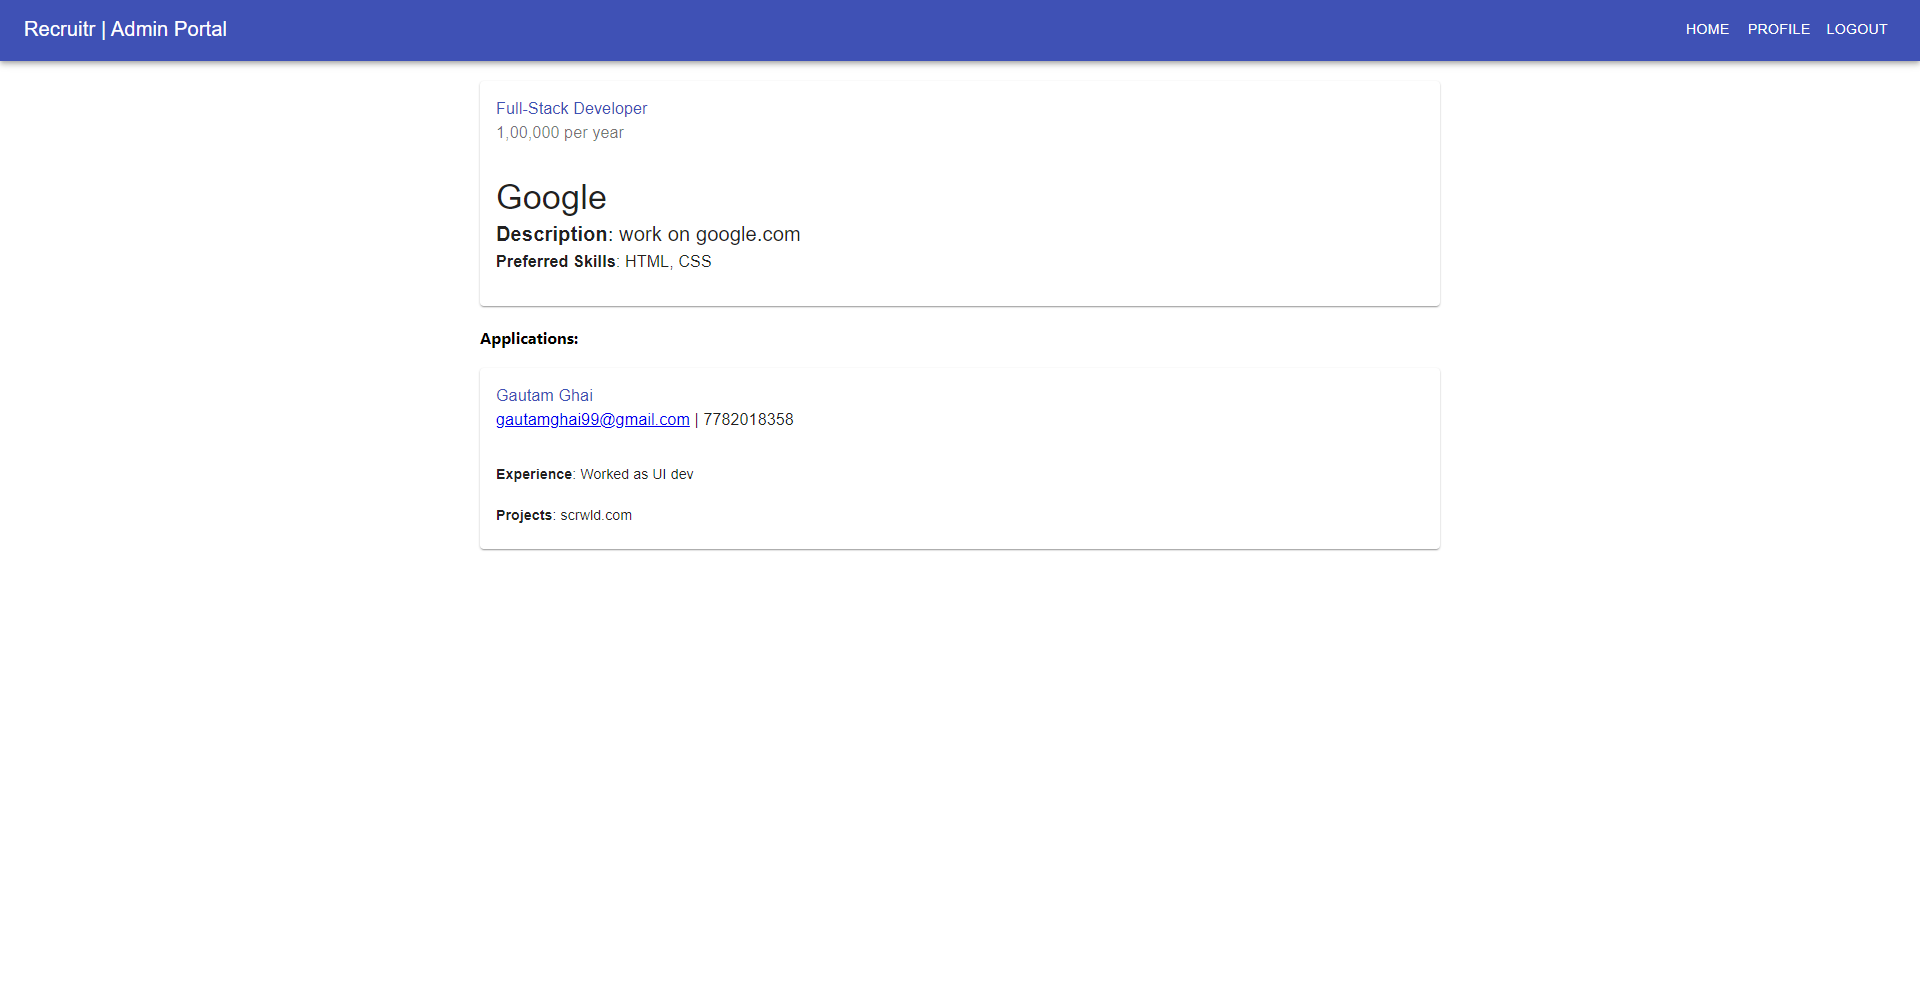 Recruitr | Admin Portal
HOME PROFILE LOGOUT
Full-Stack Developer
1,00,000 per year
Google
Description: work on google.com
Preferred Skills: HTML, CSS
Applications:
Gautam Ghai
gautamghai99@gmail.com | 7782018358
Experience: Worked as UI dev
Projects: scrwld.com